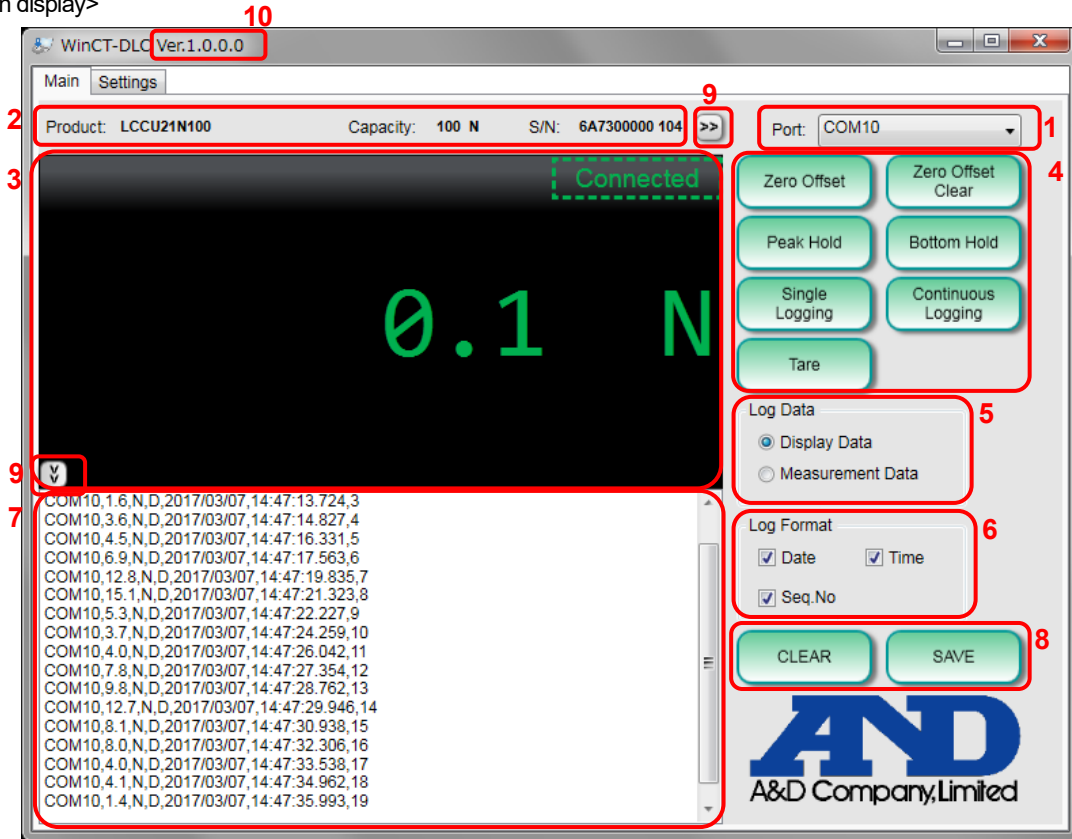 n display>
10
WinCT-DLC Ver.1.0.0.0
Main Settings
9
2 Product: LCCU21N100 Capacity: 100 N S/N: 6A7300000 104 >> Port: COM10 1
3 Connected
0.1 N
4
Zero Offset Zero Offset Clear
Peak Hold Bottom Hold
Single Logging Continuous Logging
Tare
Log Data 5
Display Data
Measurement Data
9
7
COM10,1.6,N,D,2017/03/07,14:47:13.724,3
COM10,3.6,N,D,2017/03/07,14:47:14.827,4
COM10,4.5,N,D,2017/03/07,14:47:16.331,5
COM10,6.9,N,D,2017/03/07,14:47:17.563,6
COM10,12.8,N,D,2017/03/07,14:47:19.835,7
COM10,15.1,N,D,2017/03/07,14:47:21.323,8
COM10,5.3,N,D,2017/03/07,14:47:22.227,9
COM10,3.7,N,D,2017/03/07,14:47:24.259,10
COM10,4.0,N,D,2017/03/07,14:47:26.042,11
COM10,7.8,N,D,2017/03/07,14:47:27.354,12
COM10,9.8,N,D,2017/03/07,14:47:28.762,13
COM10,12.7,N,D,2017/03/07,14:47:29.946,14
COM10,8.1,N,D,2017/03/07,14:47:30.938,15
COM10,8.0,N,D,2017/03/07,14:47:32.306,16
COM10,4.0,N,D,2017/03/07,14:47:33.538,17
COM10,4.1,N,D,2017/03/07,14:47:34.962,18
COM10,1.4,N,D,2017/03/07,14:47:35.993,19
Log Format 6
Date Time
Seq.No
CLEAR SAVE 8
AND
A&D Company,Limited